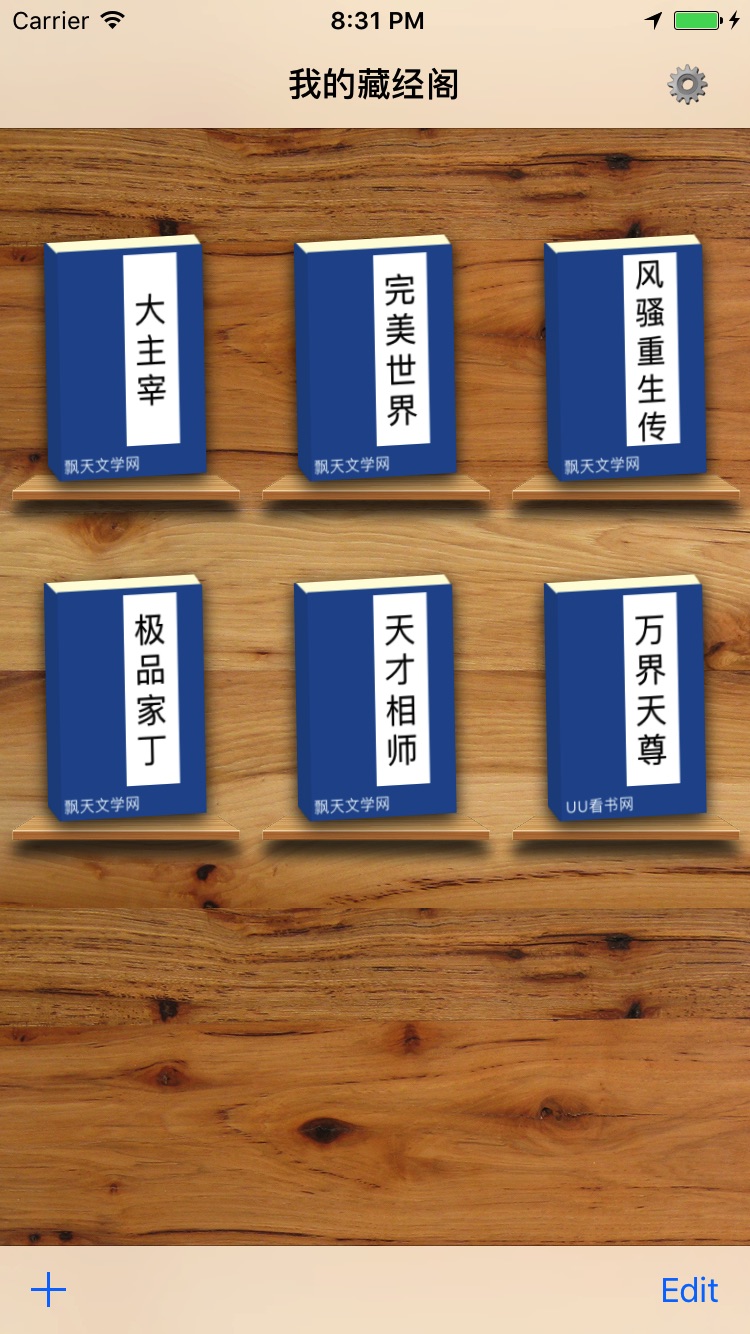 Carrier 8:31 PM
我的藏经阁
大主宰
飘天文学网
完美世界
飘天文学网
风骚重生传
飘天文学网
极品家丁
飘天文学网
天才相师
飘天文学网
万界天尊
UU看书网
Edit